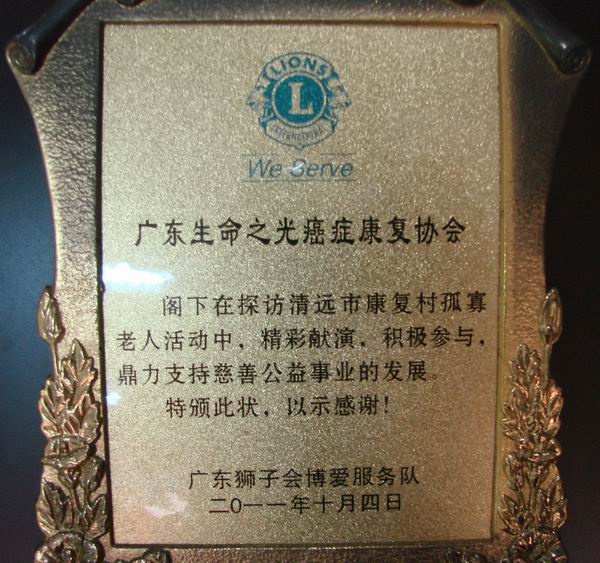 LIONS
L
INTERNATIONAL
We Serve
广东生命之光癌症康复协会
阁下在探访清远市康复村孤寡
老人活动中，精彩献演，积极参与，
鼎力支持慈善公益事业的发展。
特颁此状，以示感谢！
广东狮子会博爱服务队
二0一一年十月四日